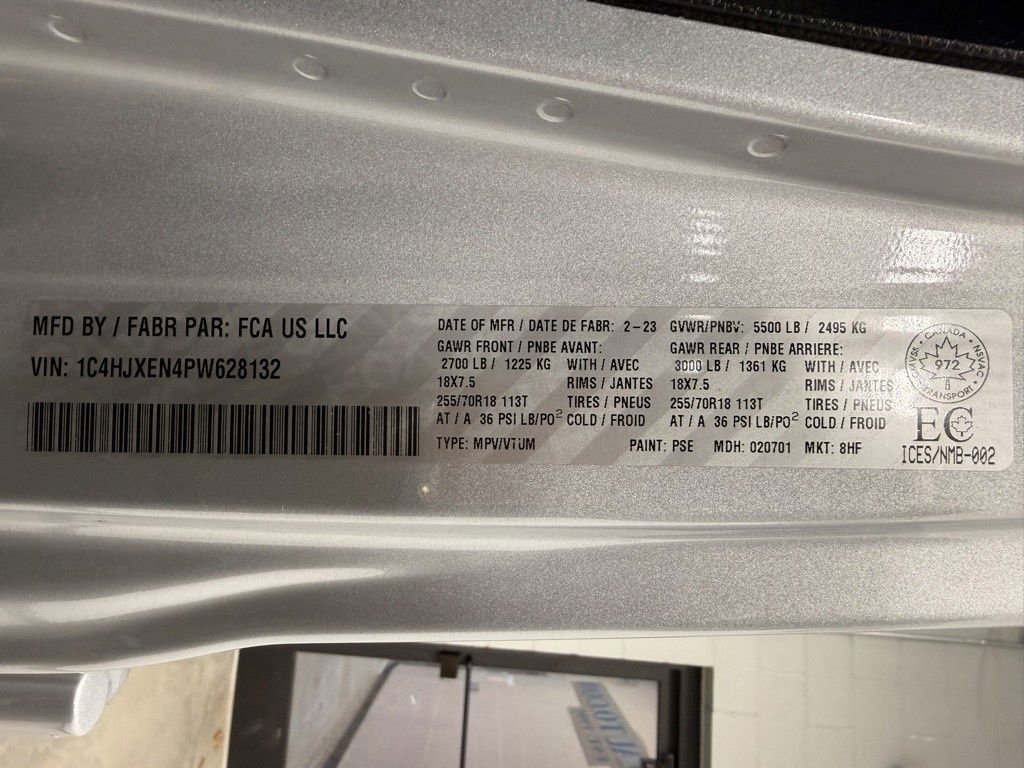 MFD BY / FABR PAR: FCA US LLC
VIN: 1C4HJXEN4PW628132
DATE OF MFR / DATE DE FABR: 2-23 GVWR/PNBV: 5500 LB / 2495 KG
GAWR FRONT / PNBE AVANT: GAWR REAR / PNBE ARRIERE:
2700 LB / 1225 KG WITH / AVEC 3000 LB / 1361 KG WITH / AVEC
18X7.5 RIMS / JANTES 18X7.5 RIMS / JANTES
255/70R18 113T TIRES / PNEUS 255/70R18 113T TIRES / PNEUS
AT / A 36 PSI LB/PO² COLD / FROID AT / A 36 PSI LB/PO² COLD / FROID
TYPE: MPV/VTUM PAINT: PSE MDH: 020701 MKT: 8HF
CANADA
MVSA NSVAC
972
TRANSPORT
EC
ICES/NMB-002